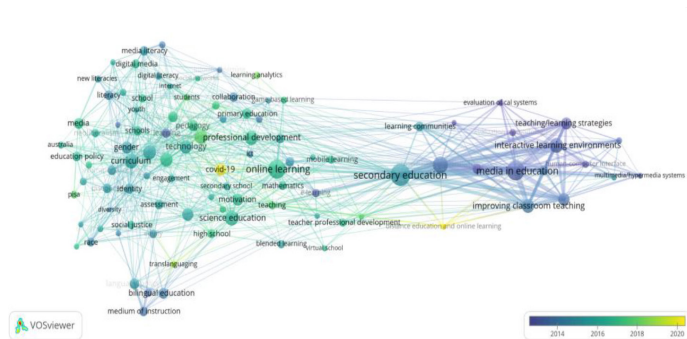 media literacy
digital media
new literacies
digital literacy
learning analytics
internet
literacy
school
students
collaboration
game-based learning
youth
primary education
evaluation of cal systems
media
schools
pedagogy
learning communities
teaching/learning strategies
professional development
australia
gender
technology
interactive learning environments
education policy
curriculum
mobile learning
covid-19
online learning
secondary education
media in education
multimedia/hypermedia systems
engagement
identity
secondary school
mathematics
pisa
motivation
assessment
teaching
improving classroom teaching
diversity
science education
social justice
teacher professional development
distance education and online learning
high school
race
blended learning
virtual school
translanguaging
bilingual education
medium of instruction
VOSviewer
2014 2016 2018 2020